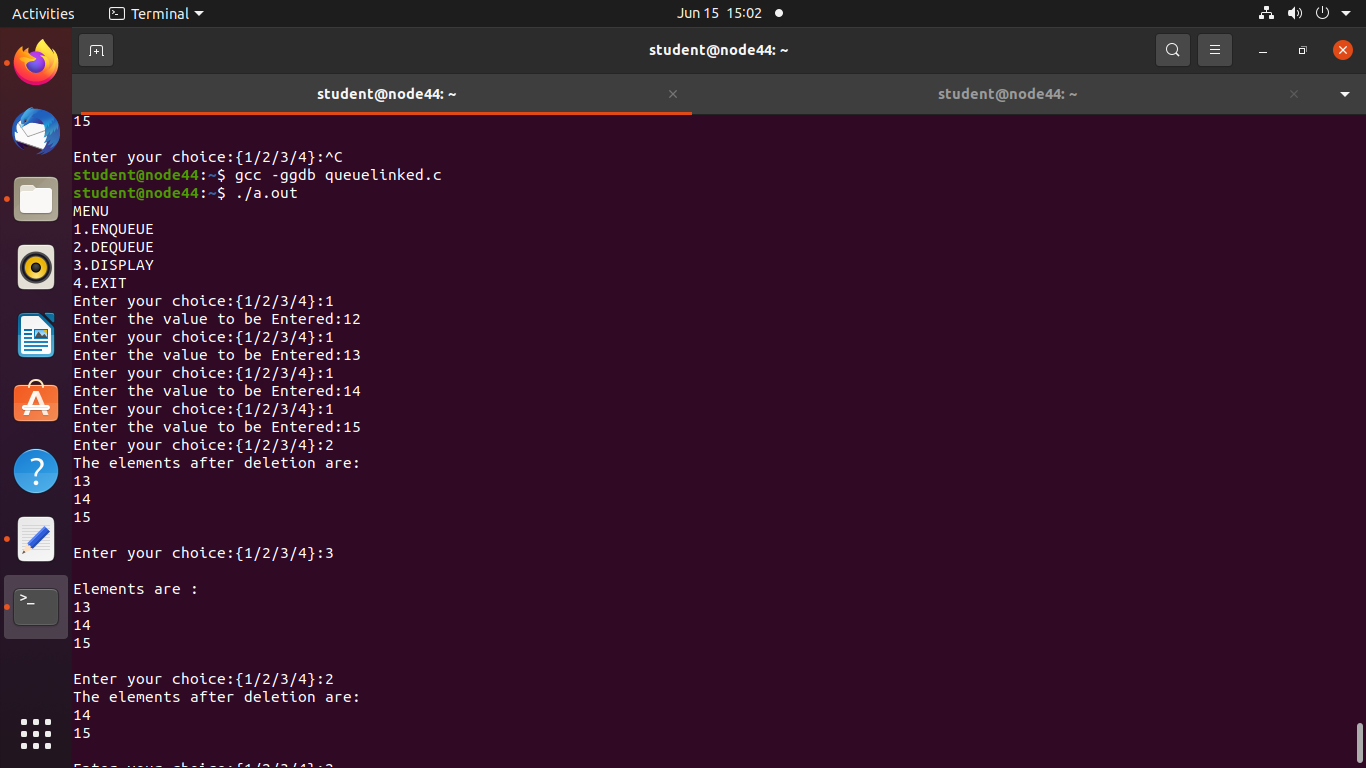 Activities Terminal Jun 15 15:02
student@node44: ~
student@node44: ~ student@node44: ~
15
Enter your choice:{1/2/3/4}:^C
student@node44:~$ gcc -ggdb queuelinked.c
student@node44:~$ ./a.out
MENU
1.ENQUEUE
2.DEQUEUE
3.DISPLAY
4.EXIT
Enter your choice:{1/2/3/4}:1
Enter the value to be Entered:12
Enter your choice:{1/2/3/4}:1
Enter the value to be Entered:13
Enter your choice:{1/2/3/4}:1
Enter the value to be Entered:14
Enter your choice:{1/2/3/4}:1
Enter the value to be Entered:15
Enter your choice:{1/2/3/4}:2
The elements after deletion are:
13
14
15
Enter your choice:{1/2/3/4}:3
Elements are :
13
14
15
Enter your choice:{1/2/3/4}:2
The elements after deletion are:
14
15
Enter your choice:{1/2/3/4}: